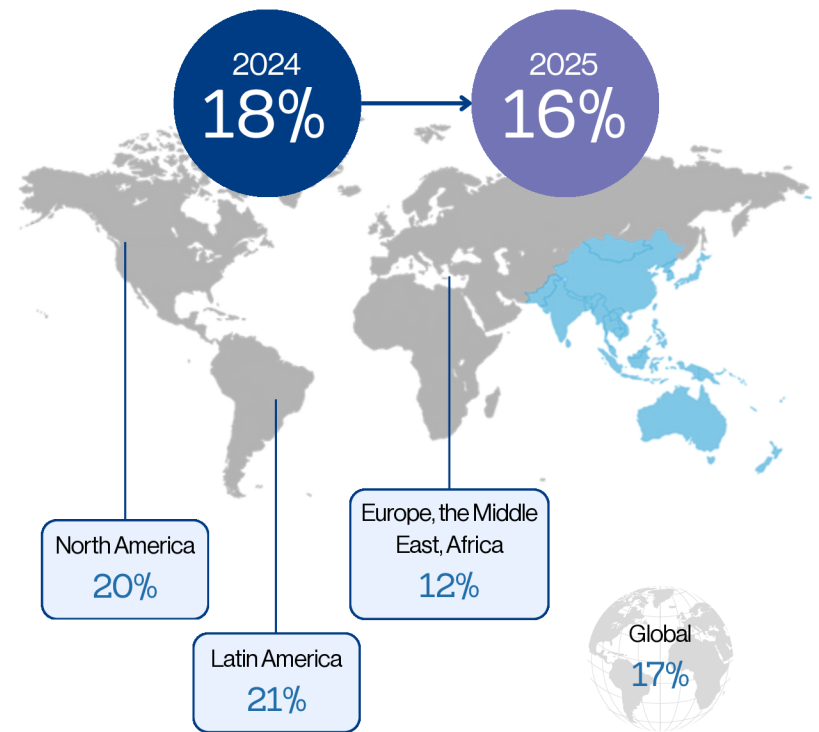 2024
18%
2025
16%
North America
20%
Latin America
21%
Europe, the Middle
East, Africa
12%
Global
17%